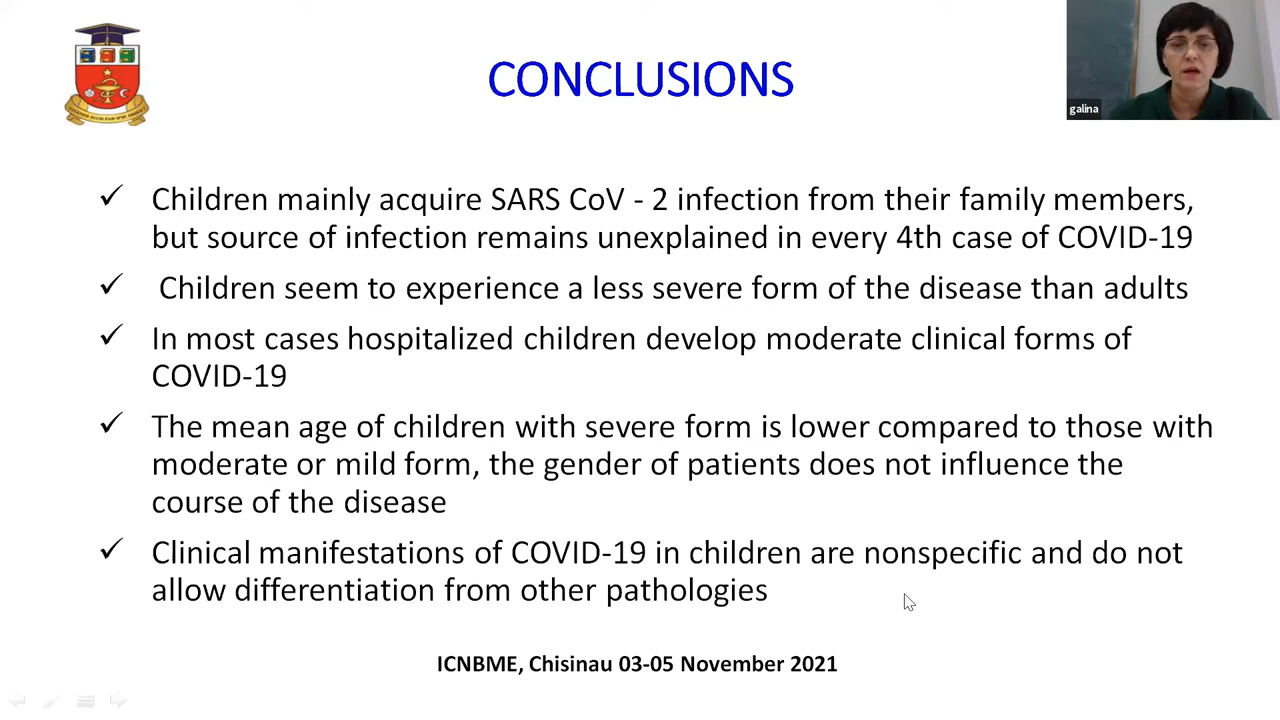 CONCLUSIONS
galina
✓ Children mainly acquire SARS CoV - 2 infection from their family members,
but source of infection remains unexplained in every 4th case of COVID-19
✓ Children seem to experience a less severe form of the disease than adults
✓ In most cases hospitalized children develop moderate clinical forms of
COVID-19
✓ The mean age of children with severe form is lower compared to those with
moderate or mild form, the gender of patients does not influence the
course of the disease
✓ Clinical manifestations of COVID-19 in children are nonspecific and do not
allow differentiation from other pathologies
ICNBME, Chisinau 03-05 November 2021